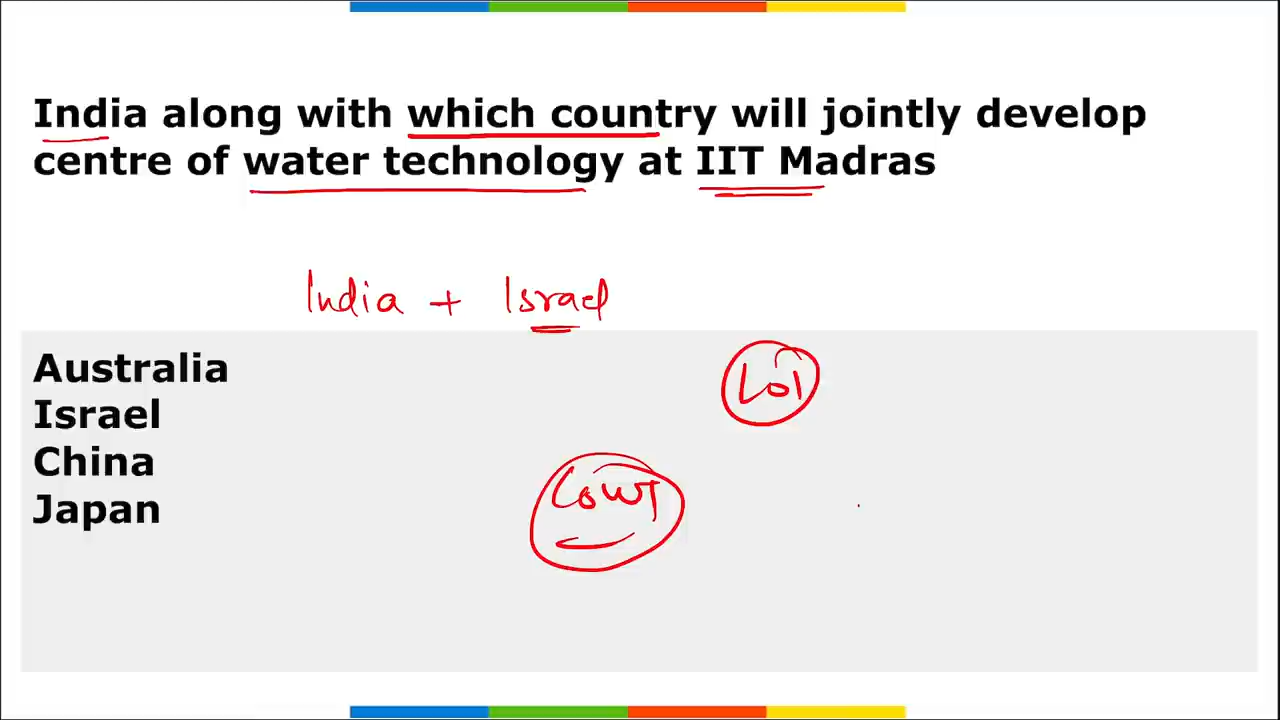 India along with which country will jointly develop
centre of water technology at IIT Madras
India + Israel
Australia
LoI
Israel
China
CoWT
Japan